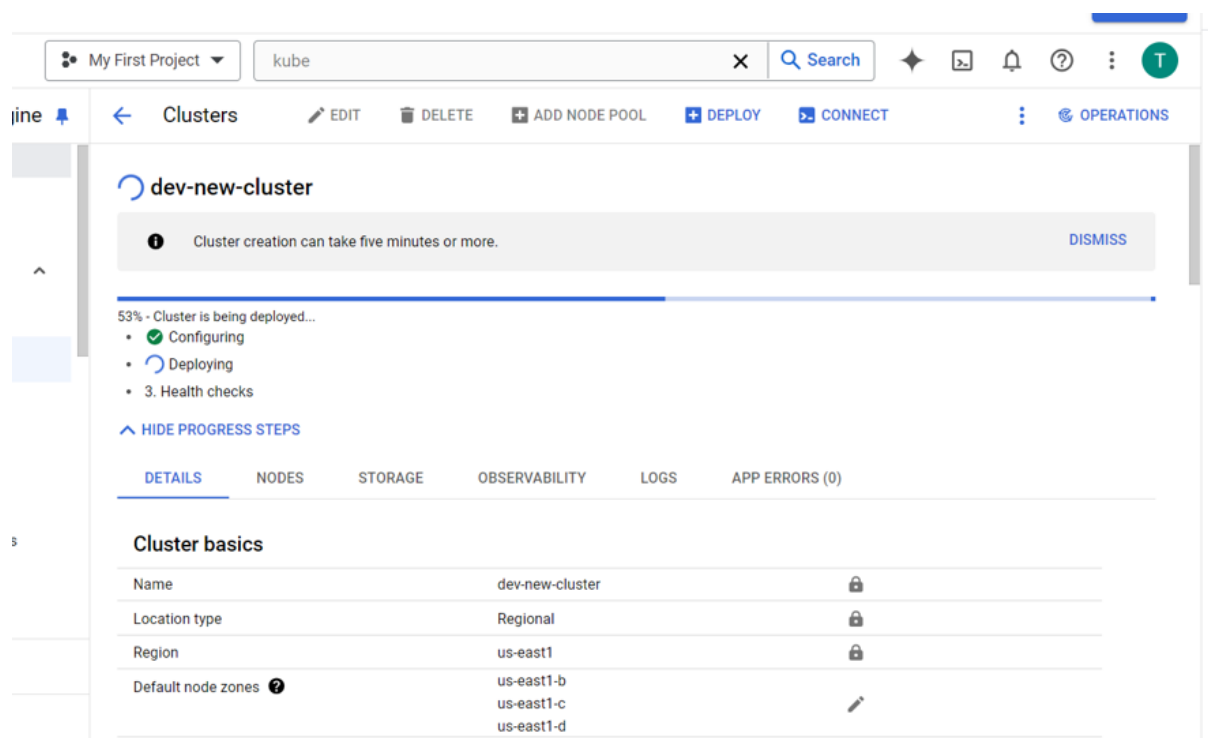 My First Project kube Search T
gine Clusters EDIT DELETE ADD NODE POOL DEPLOY CONNECT OPERATIONS
dev-new-cluster
Cluster creation can take five minutes or more. DISMISS
53% - Cluster is being deployed...
• Configuring
• Deploying
• 3. Health checks
HIDE PROGRESS STEPS
DETAILS NODES STORAGE OBSERVABILITY LOGS APP ERRORS (0)
s
Cluster basics
Name dev-new-cluster
Location type Regional
Region us-east1
Default node zones us-east1-b
us-east1-c
us-east1-d